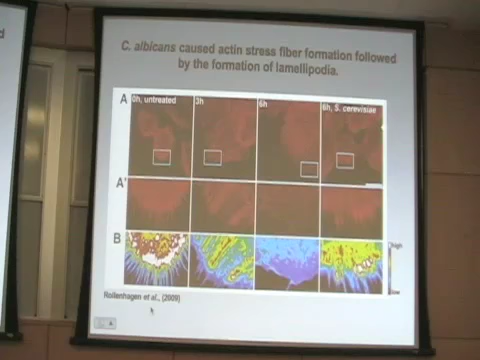 C. albicans caused actin stress fiber formation followed
by the formation of lamellipodia.
A 0h, untreated 3h 6h 6h, S. cerevisiae
A'
B high
low
Rollenhagen et al., (2009)